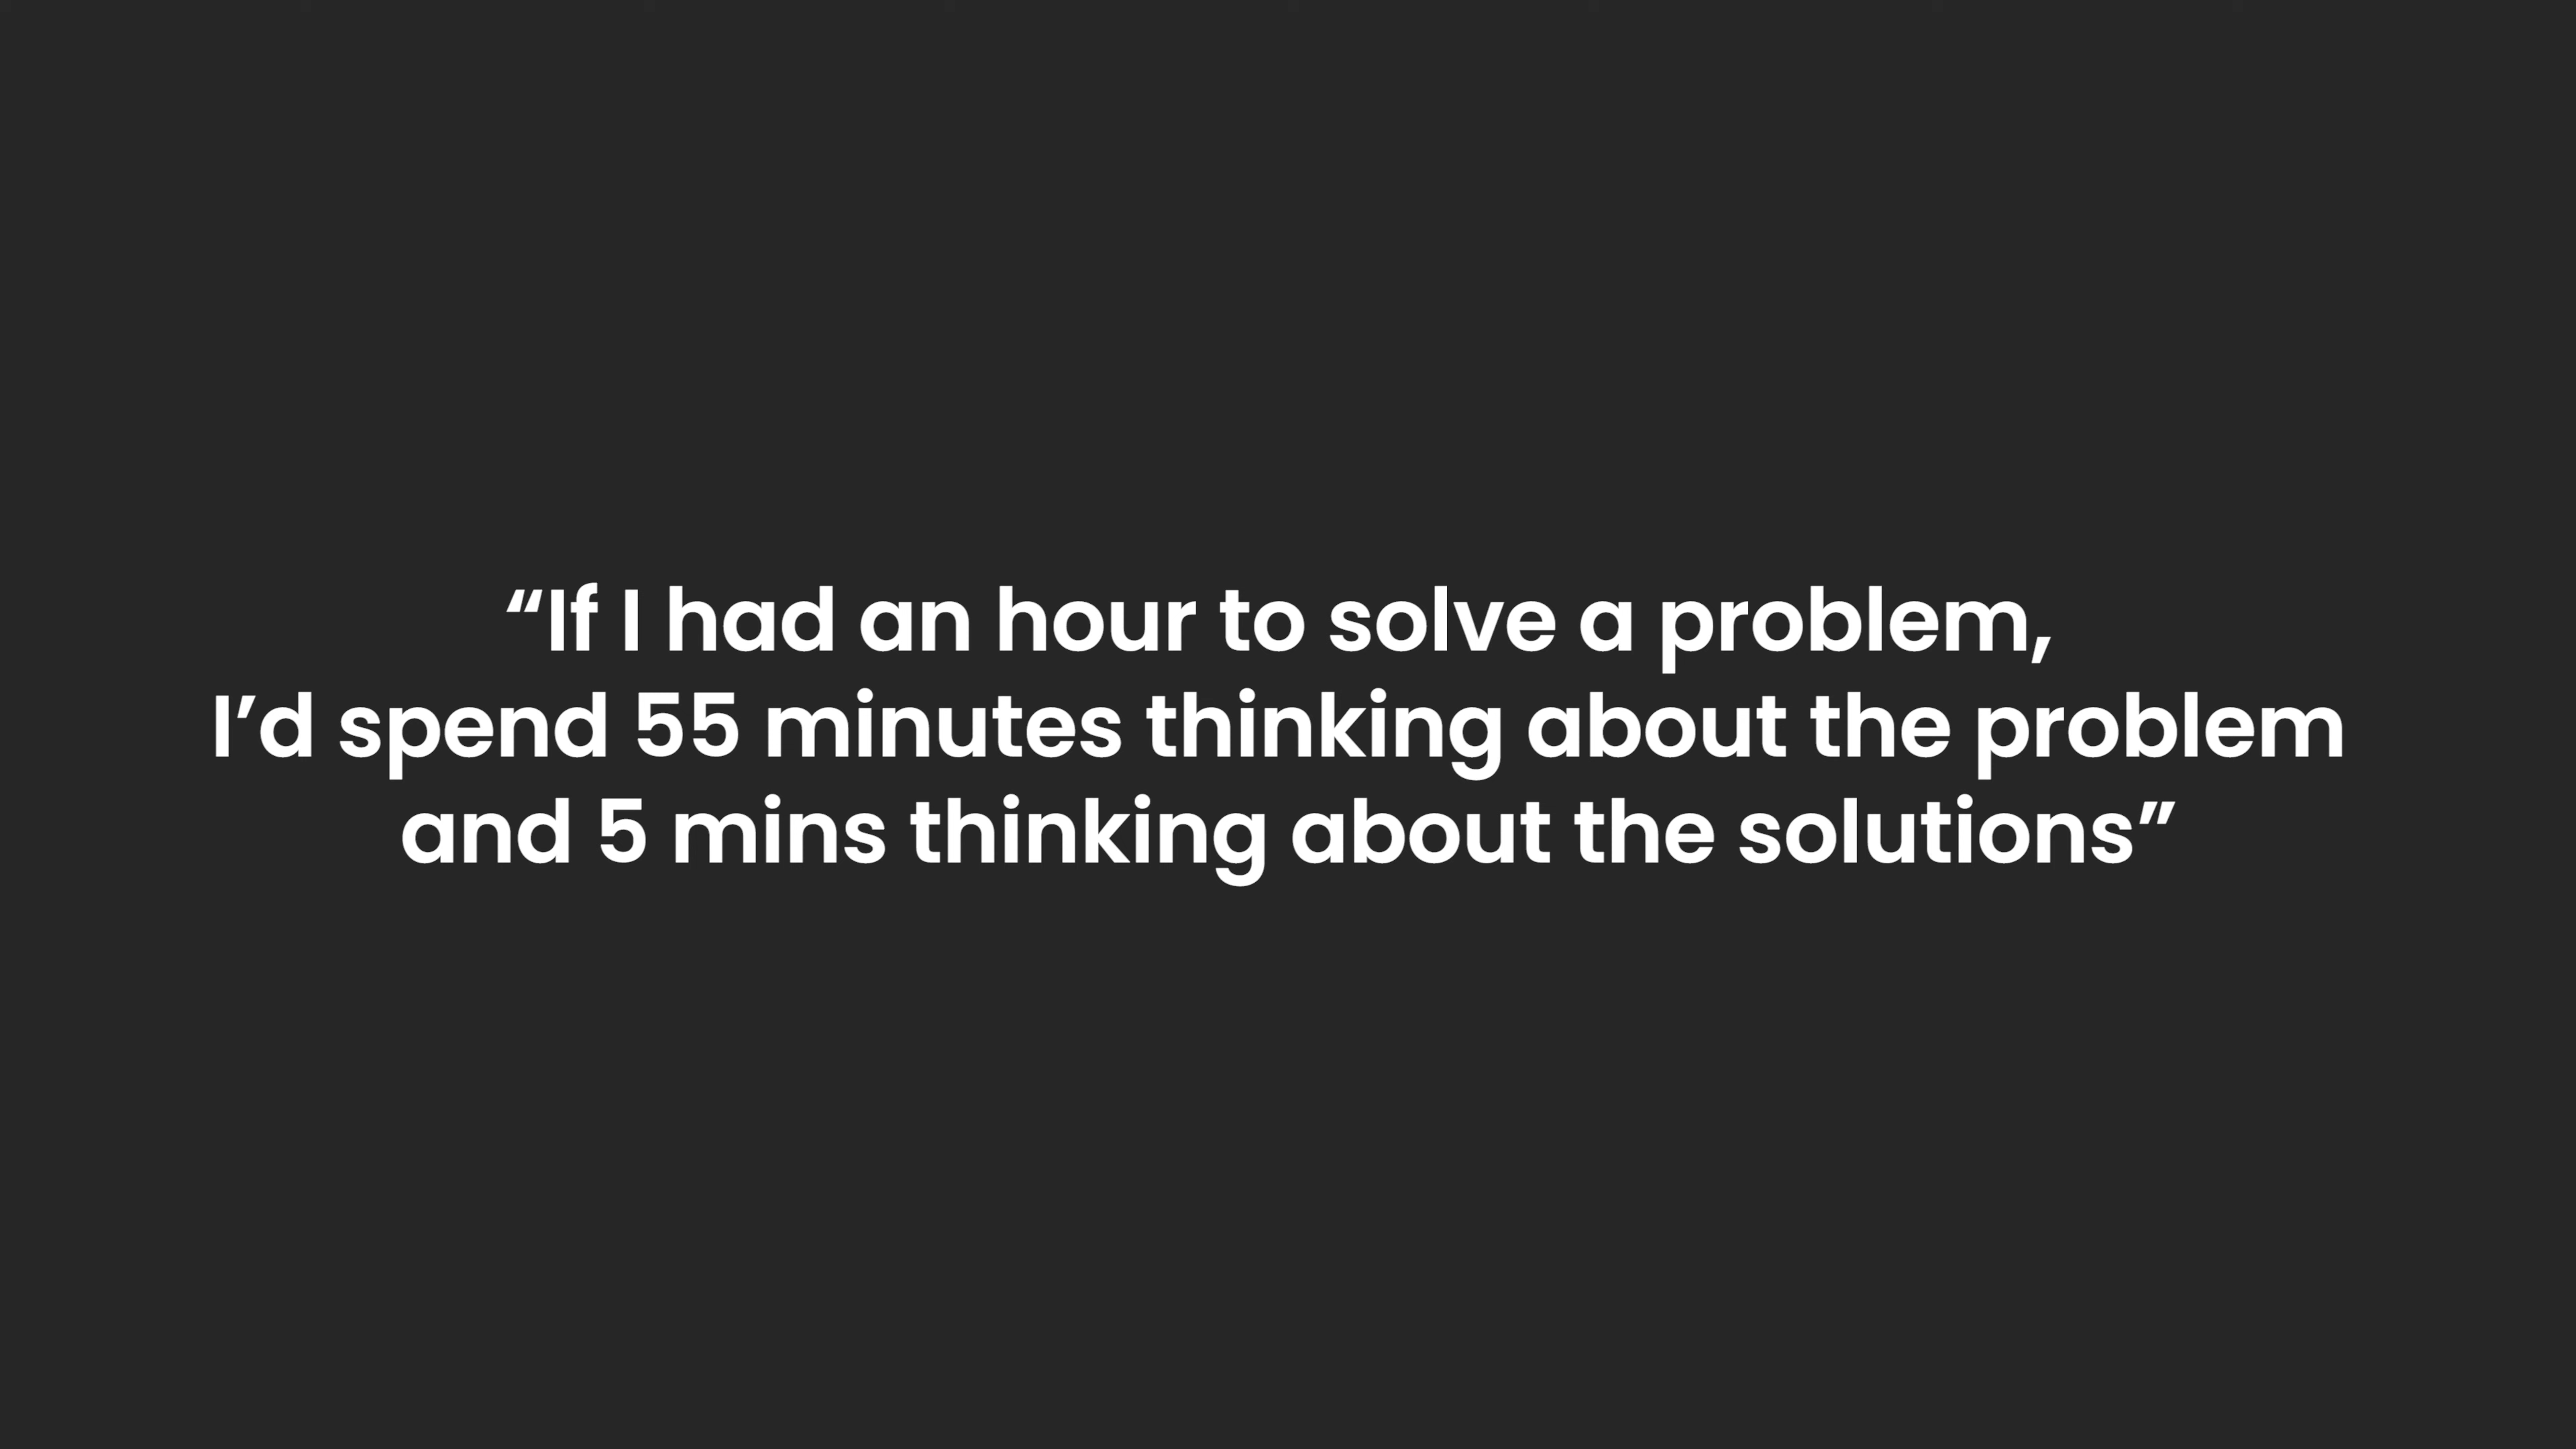 “If I had an hour to solve a problem,
I’d spend 55 minutes thinking about the problem
and 5 mins thinking about the solutions”